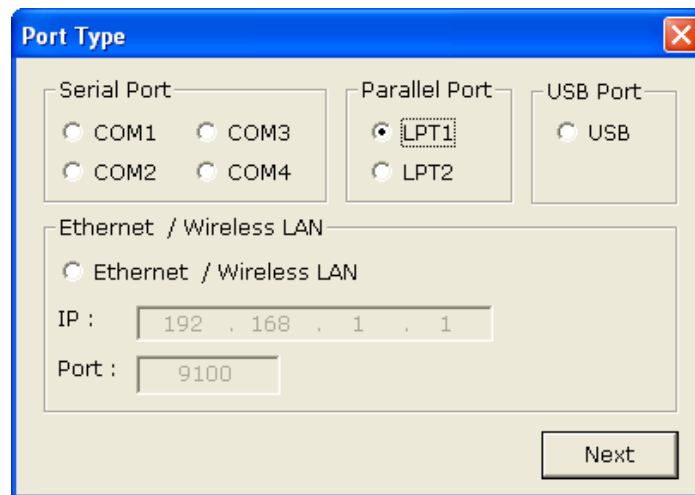 Port Type
Serial Port
COM1 COM3
COM2 COM4
Parallel Port
LPT1
LPT2
USB Port
USB
Ethernet / Wireless LAN
Ethernet / Wireless LAN
IP : 192 . 168 . 1 . 1
Port : 9100
Next